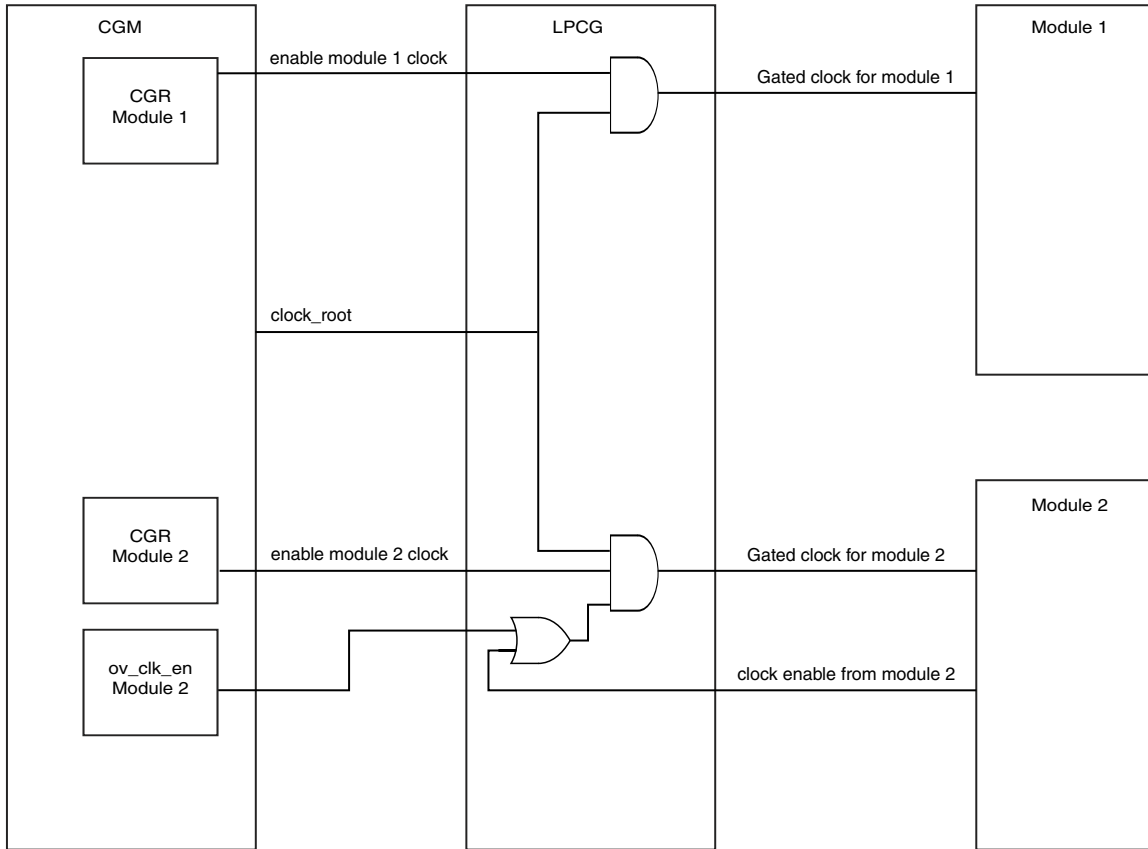 CGM
LPCG
Module 1
enable module 1 clock
CGR
Module 1
Gated clock for module 1
clock_root
Module 2
CGR
Module 2
enable module 2 clock
Gated clock for module 2
ov_clk_en
Module 2
clock enable from module 2